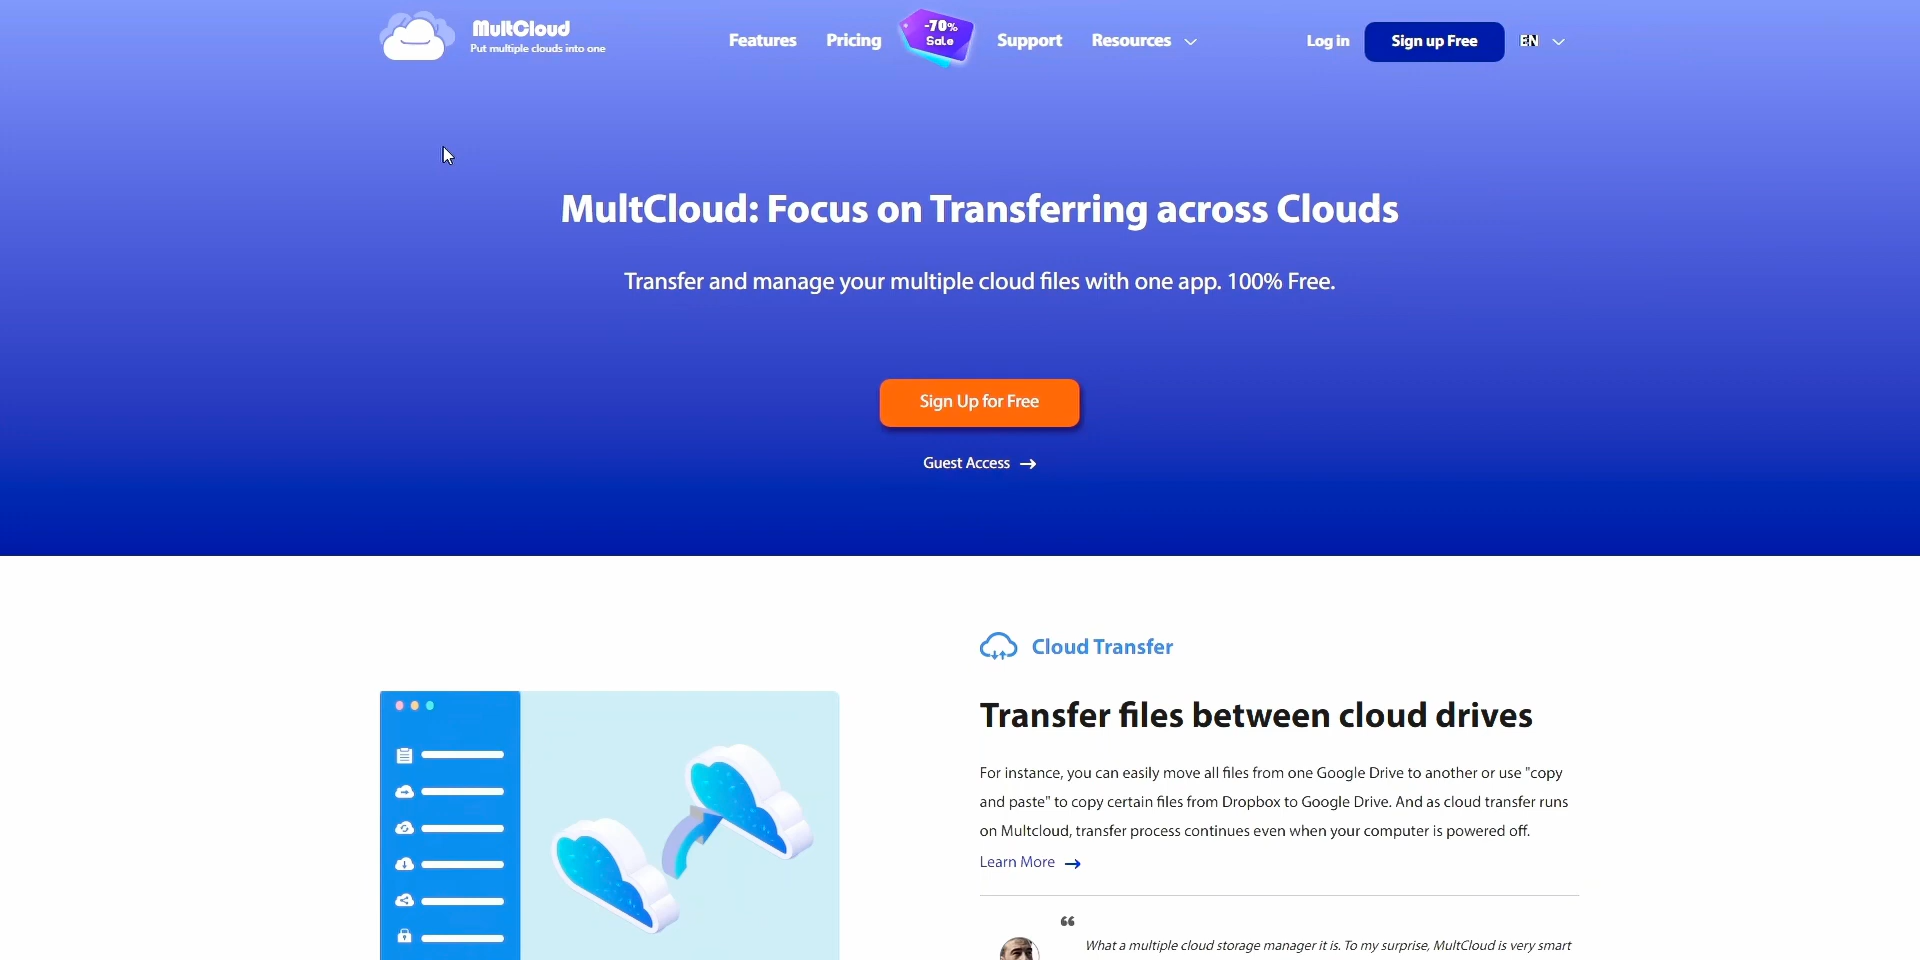 MultCloud
Put multiple clouds into one
Features
Pricing
-70%
Sale
Support
Resources
Log in
Sign up Free
EN
MultCloud: Focus on Transferring across Clouds
Transfer and manage your multiple cloud files with one app. 100% Free.
Sign Up for Free
Guest Access
Cloud Transfer
Transfer files between cloud drives
For instance, you can easily move all files from one Google Drive to another or use "copy
and paste" to copy certain files from Dropbox to Google Drive. And as cloud transfer runs
on Multcloud, transfer process continues even when your computer is powered off.
Learn More
“
What a multiple cloud storage manager it is. To my surprise, MultCloud is very smart